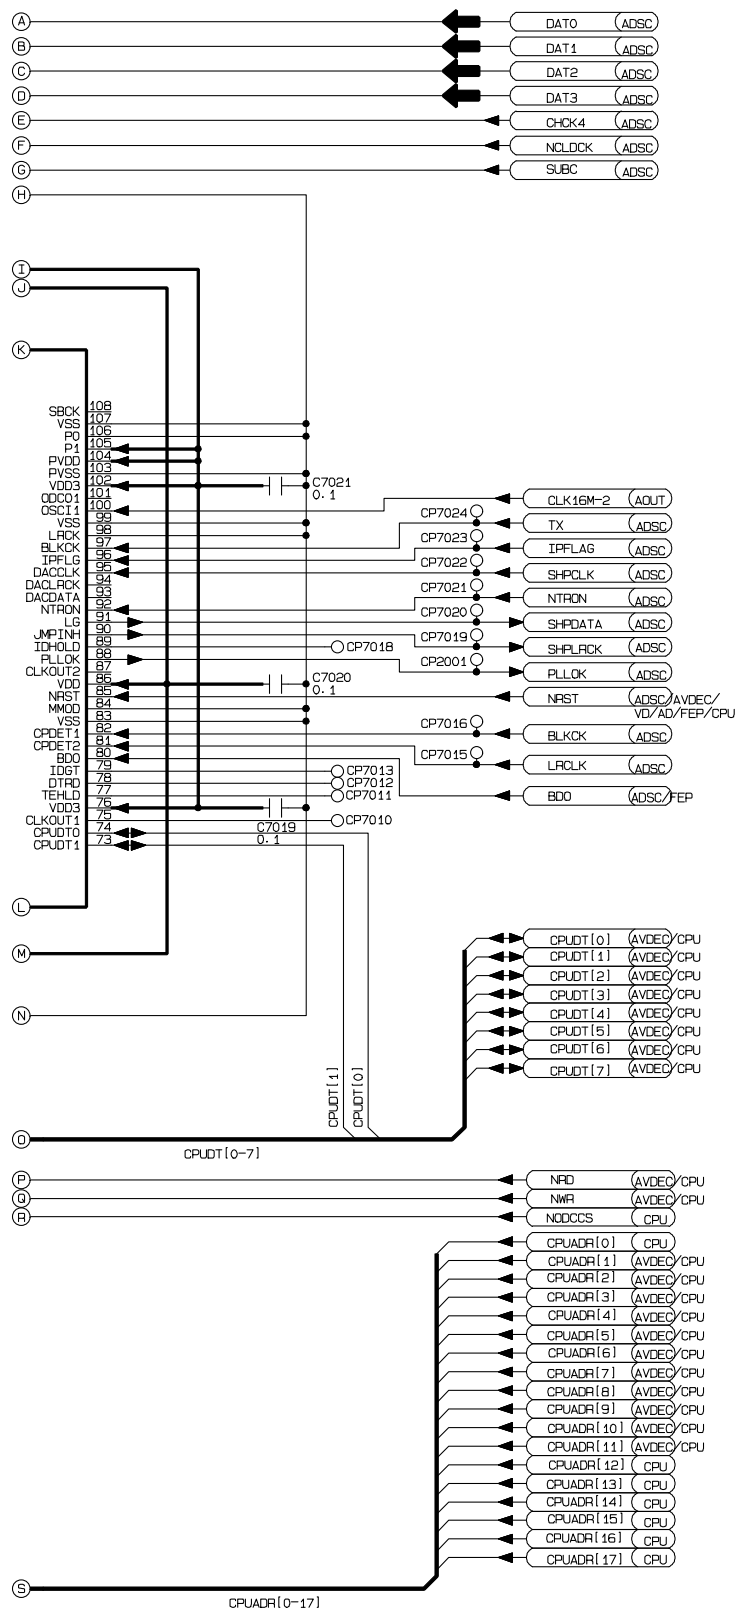 A DAT0 ADSC
B DAT1 ADSC
C DAT2 ADSC
D DAT3 ADSC
E CHCK4 ADSC
F NCLDCK ADSC
G SUBC ADSC
H
I
J
K
SBCK 108
VSS 107
P0 106
P1 105
PVDD 104
PVSS 103
VDD3 102
C7021
0.1
ODCO1 101
CLK16M-2 AOUT
OSCI1 100
CP7024
VSS 99
TX ADSC
LRCK 98
CP7023
BLKCK 97
IPFLAG ADSC
IPFLG 96
CP7022
DACCLK 95
SHPCLK ADSC
DACLRCK 94
CP7021
DACDATA 93
NTRON ADSC
NTRON 92
CP7020
LG 91
SHPDATA ADSC
JMPINH 90
CP7019
IDHOLD 89
CP7018
SHPLRCK ADSC
PLLOK 88
CP2001
CLKOUT2 87
PLLOK ADSC
VDD 86
C7020
0.1
NRST 85
NRST ADSC/AVDEC/
VD/AD/FEP/CPU
MMOD 84
VSS 83
CP7016
CPDET1 82
BLKCK ADSC
CPDET2 81
CP7015
BDO 80
LRCLK ADSC
IDGT 79 CP7013
DTRD 78 CP7012
TEHLD 77 CP7011
BDO ADSC/FEP
VDD3 76
CLKOUT1 75 CP7010
C7019
0.1
CPUDT0 74
CPUDT1 73
L
M
CPUDT[0] AVDEC/CPU
CPUDT[1] AVDEC/CPU
CPUDT[2] AVDEC/CPU
CPUDT[3] AVDEC/CPU
CPUDT[4] AVDEC/CPU
CPUDT[5] AVDEC/CPU
CPUDT[6] AVDEC/CPU
CPUDT[7] AVDEC/CPU
N
CPUDT[1]
CPUDT[0]
O
CPUDT[0-7]
P NRD AVDEC/CPU
Q NWR AVDEC/CPU
R NODCCS CPU
CPUADR[0] CPU
CPUADR[1] AVDEC/CPU
CPUADR[2] AVDEC/CPU
CPUADR[3] AVDEC/CPU
CPUADR[4] AVDEC/CPU
CPUADR[5] AVDEC/CPU
CPUADR[6] AVDEC/CPU
CPUADR[7] AVDEC/CPU
CPUADR[8] AVDEC/CPU
CPUADR[9] AVDEC/CPU
CPUADR[10] AVDEC/CPU
CPUADR[11] AVDEC/CPU
CPUADR[12] CPU
CPUADR[13] CPU
CPUADR[14] CPU
CPUADR[15] CPU
CPUADR[16] CPU
CPUADR[17] CPU
S
CPUADR[0-17]